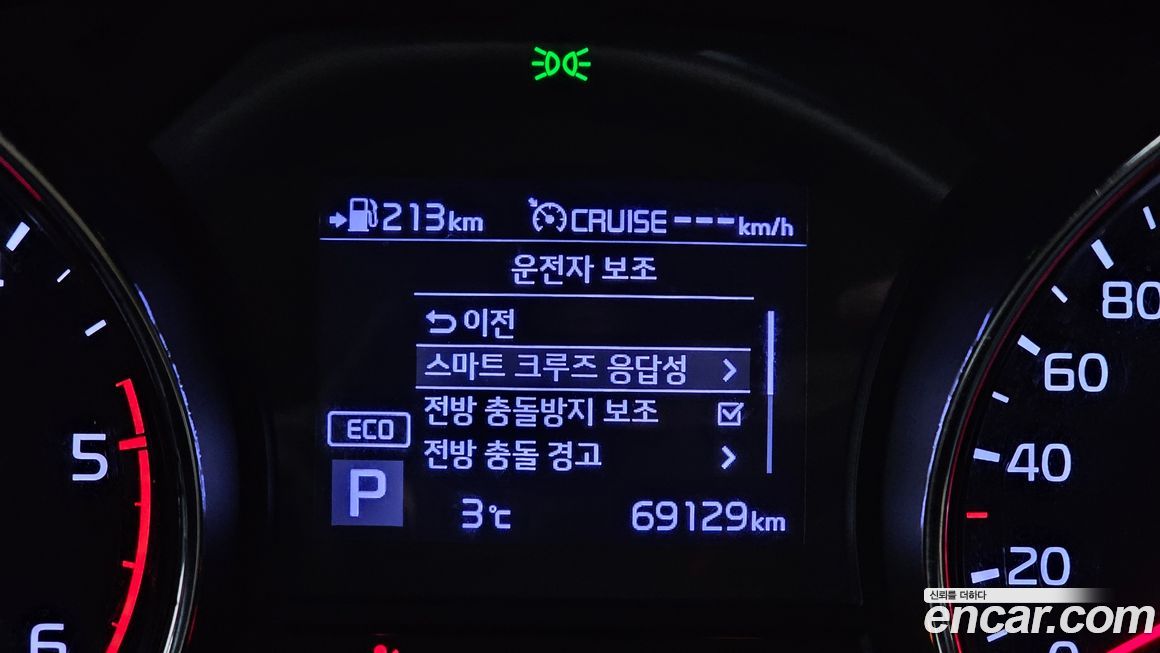 213km CRUISE ---km/h
운전자 보조
이전
스마트 크루즈 응답성
전방 충돌방지 보조
ECO
전방 충돌 경고
P
3℃ 69129km
5
6
80
60
40
20
0
신뢰를 더하다
encar.com